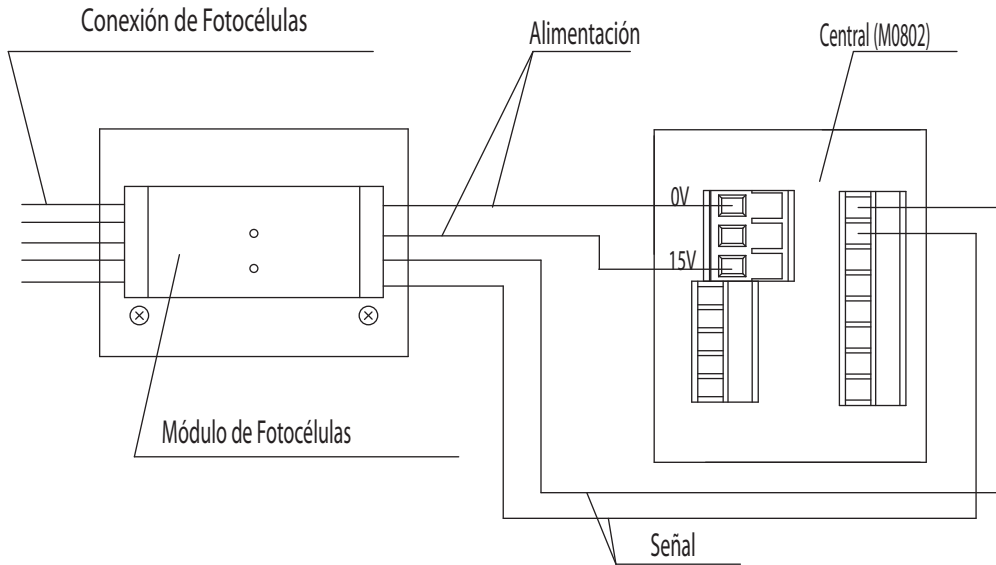 Conexión de Fotocélulas
Alimentación
Central (M0802)
0V
15V
Módulo de Fotocélulas
Señal